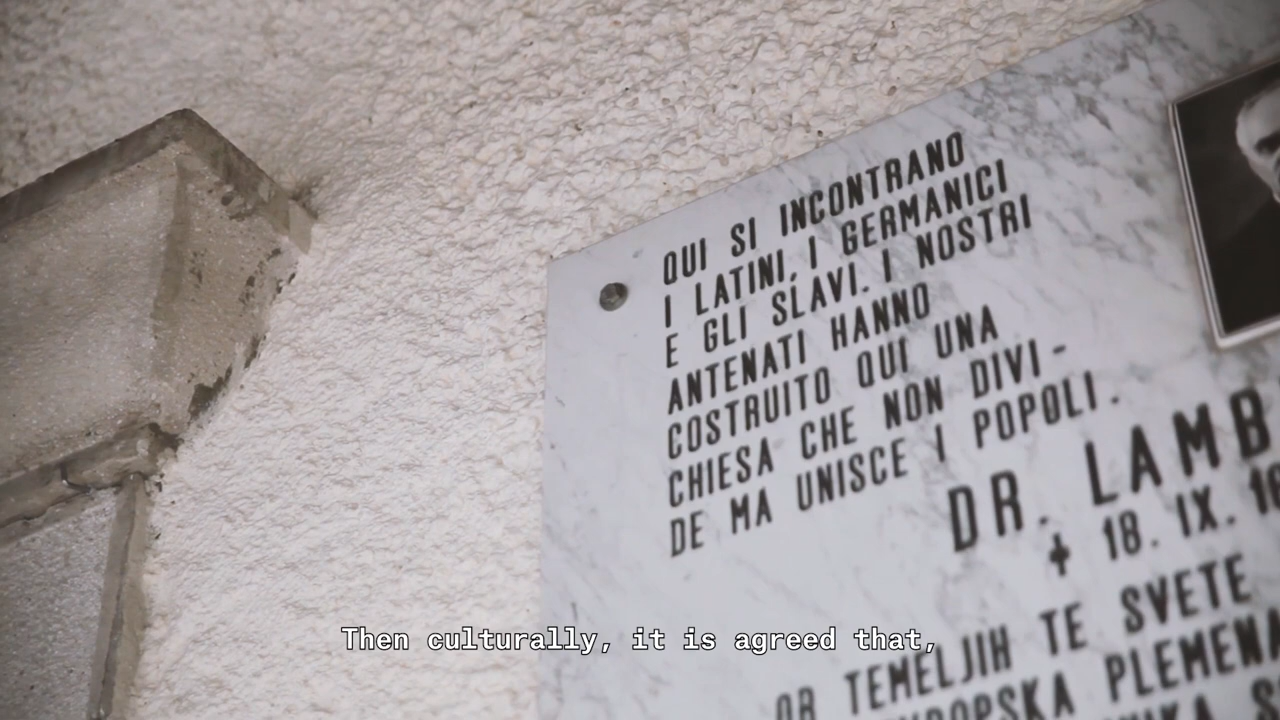 QUI SI INCONTRANO
I LATINI, I GERMANICI
E GLI SLAVI. I NOSTRI
ANTENATI HANNO
COSTRUITO QUI UNA
CHIESA CHE NON DIVI-
DE MA UNISCE I POPOLI.
DR. LAMB
18. IX.
OB TEMELJIH TE SVETE
PLEMENA
Then culturally, it is agreed that,